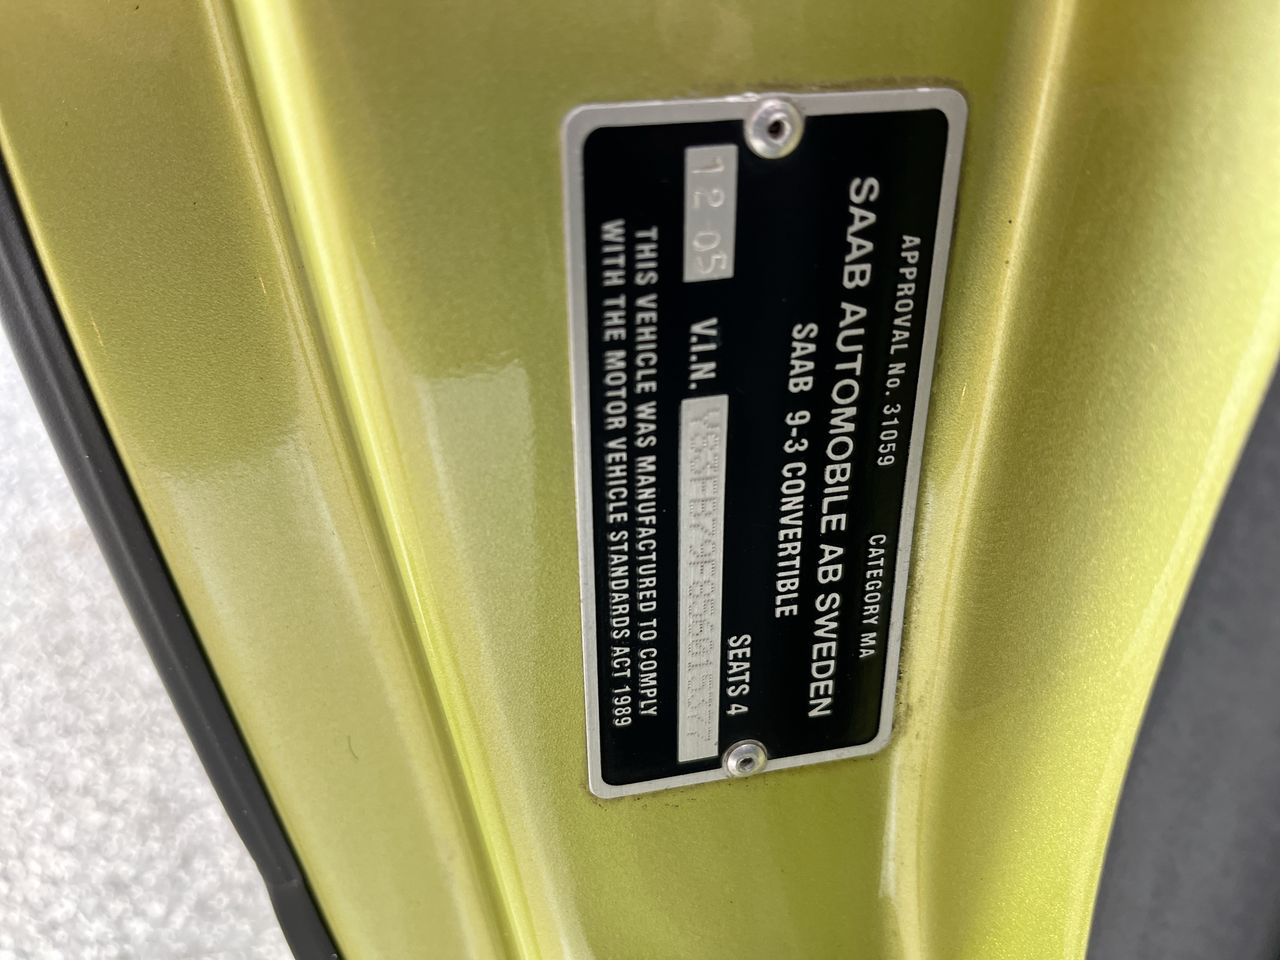 APPROVAL No. 31059 CATEGORY MA
SAAB AUTOMOBILE AB SWEDEN
SAAB 9-3 CONVERTIBLE
SEATS 4
12 05 V.I.N.
THIS VEHICLE WAS MANUFACTURED TO COMPLY
WITH THE MOTOR VEHICLE STANDARDS ACT 1989